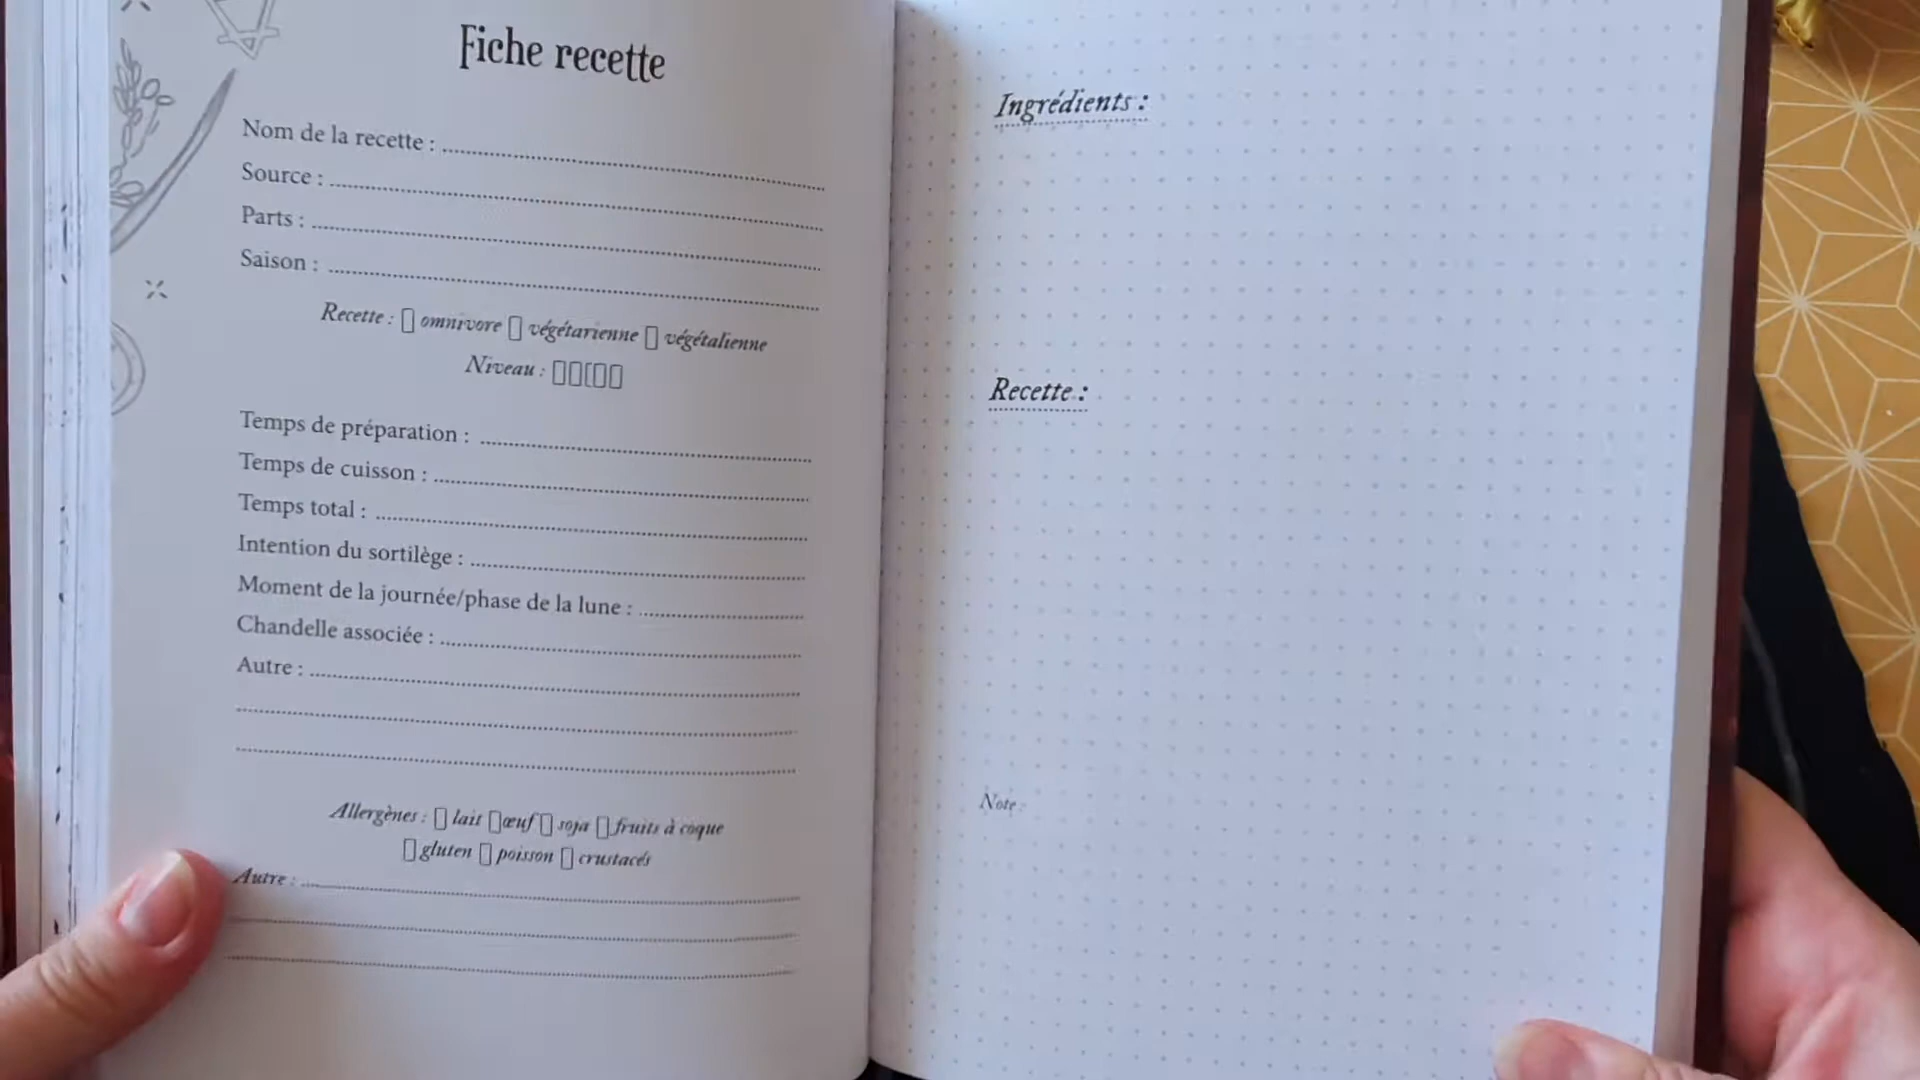 Fiche recette
Nom de la recette :
Source :
Parts :
Saison :
Recette : omnivore végétarienne végétalienne
Niveau :
Temps de préparation :
Temps de cuisson :
Temps total :
Intention du sortilège :
Moment de la journée/phase de la lune :
Chandelle associée :
Autre :
Allergènes : lait œuf soja fruits à coque
gluten poisson crustacés
Autre :
Ingrédients :
Recette :
Note :